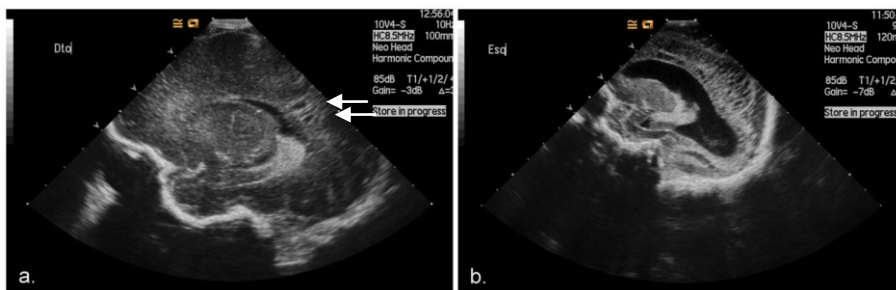 12:56:04
10V4-S 10Hz
HC8.5MHz 100mm
Neo Head
Harmonic Compoun
85dB T1/+1/2/
Gain= -3dB
Store in progress
Dto
a.
11:50
10V4-S
HC8.5MHz 120m
Neo Head
Harmonic Compo
85dB T1/+1/2/
Gain= -7dB
Store in progress
Esq
b.